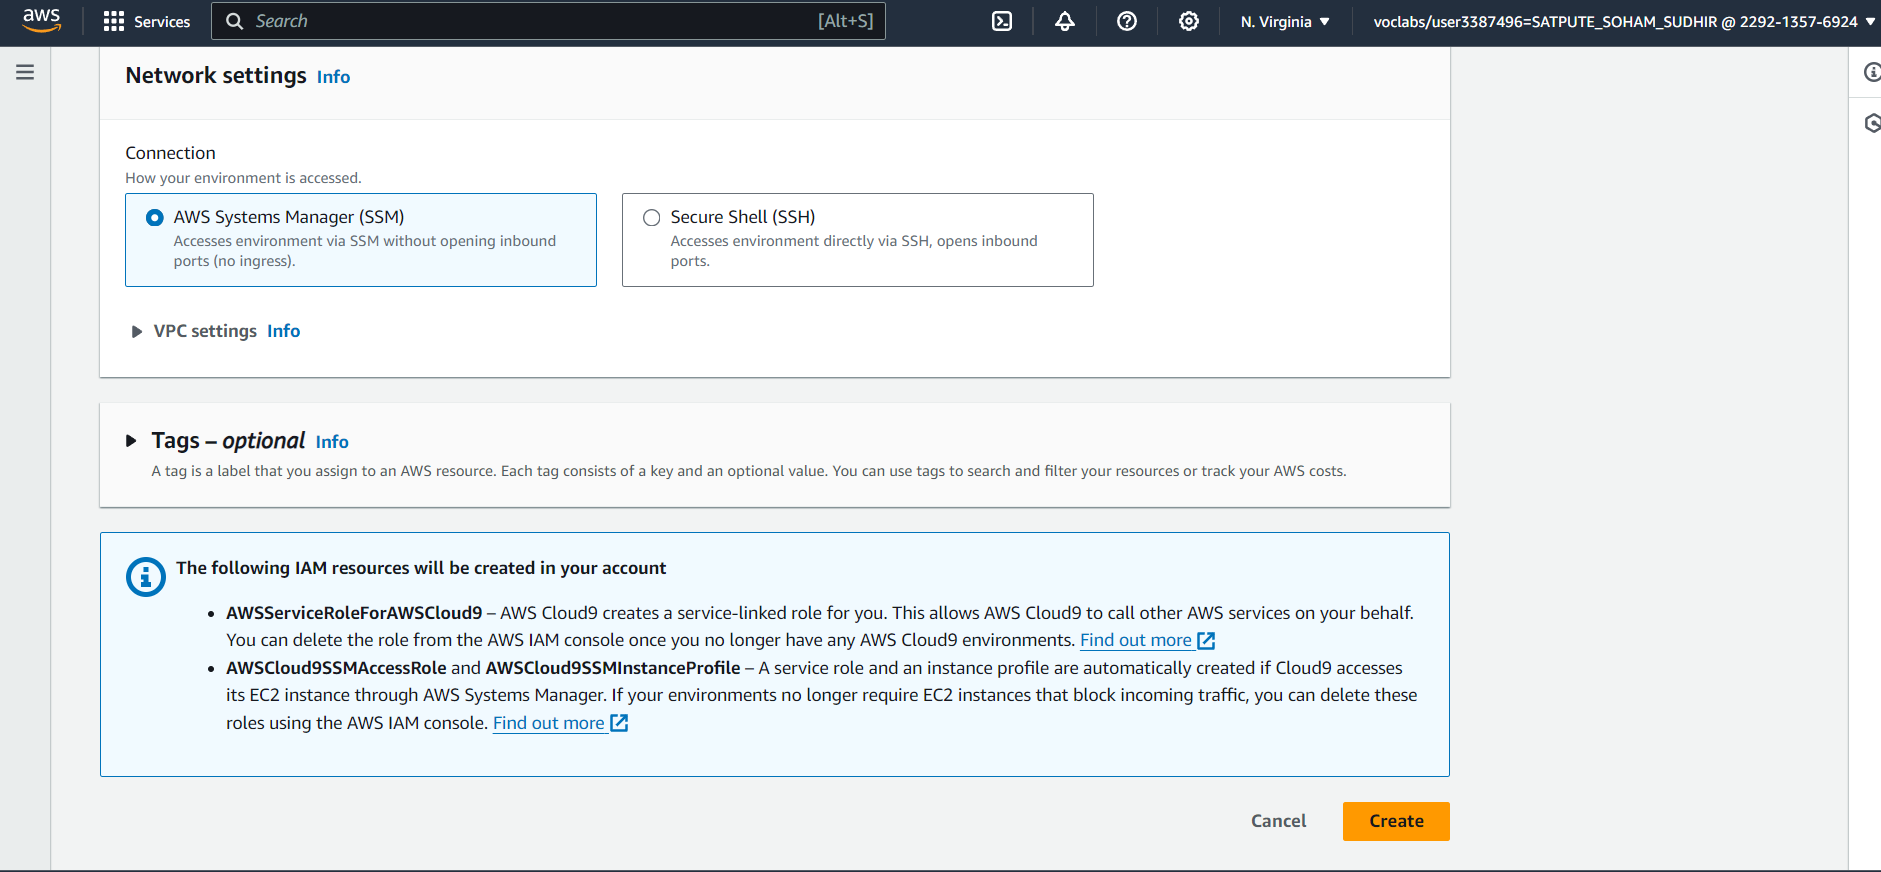 aws
Services
Search
[Alt+S]
N. Virginia
voclabs/user3387496=SATPUTE_SOHAM_SUDHIR @ 2292-1357-6924
Network settings Info
Connection
How your environment is accessed.
AWS Systems Manager (SSM)
Accesses environment via SSM without opening inbound
ports (no ingress).
Secure Shell (SSH)
Accesses environment directly via SSH, opens inbound
ports.
VPC settings Info
Tags – optional Info
A tag is a label that you assign to an AWS resource. Each tag consists of a key and an optional value. You can use tags to search and filter your resources or track your AWS costs.
The following IAM resources will be created in your account
• AWSServiceRoleForAWSCloud9 – AWS Cloud9 creates a service-linked role for you. This allows AWS Cloud9 to call other AWS services on your behalf.
You can delete the role from the AWS IAM console once you no longer have any AWS Cloud9 environments. Find out more
• AWSCloud9SSMAccessRole and AWSCloud9SSMInstanceProfile – A service role and an instance profile are automatically created if Cloud9 accesses
its EC2 instance through AWS Systems Manager. If your environments no longer require EC2 instances that block incoming traffic, you can delete these
roles using the AWS IAM console. Find out more
Cancel
Create